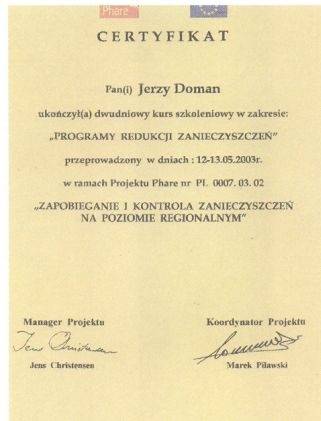 Phare
CERTYFIKAT
Pan(i) Jerzy Doman
ukończył(a) dwudniowy kurs szkoleniowy w zakresie:
„PROGRAMY REDUKCJI ZANIECZYSZCZEŃ”
przeprowadzony w dniach : 12-13.05.2003r.
w ramach Projektu Phare nr PL 0007. 03. 02
„ZAPOBIEGANIE I KONTROLA ZANIECZYSZCZEŃ
NA POZIOMIE REGIONALNYM”
Manager Projektu
Jens Christensen
Koordynator Projektu
Marek Pilawski